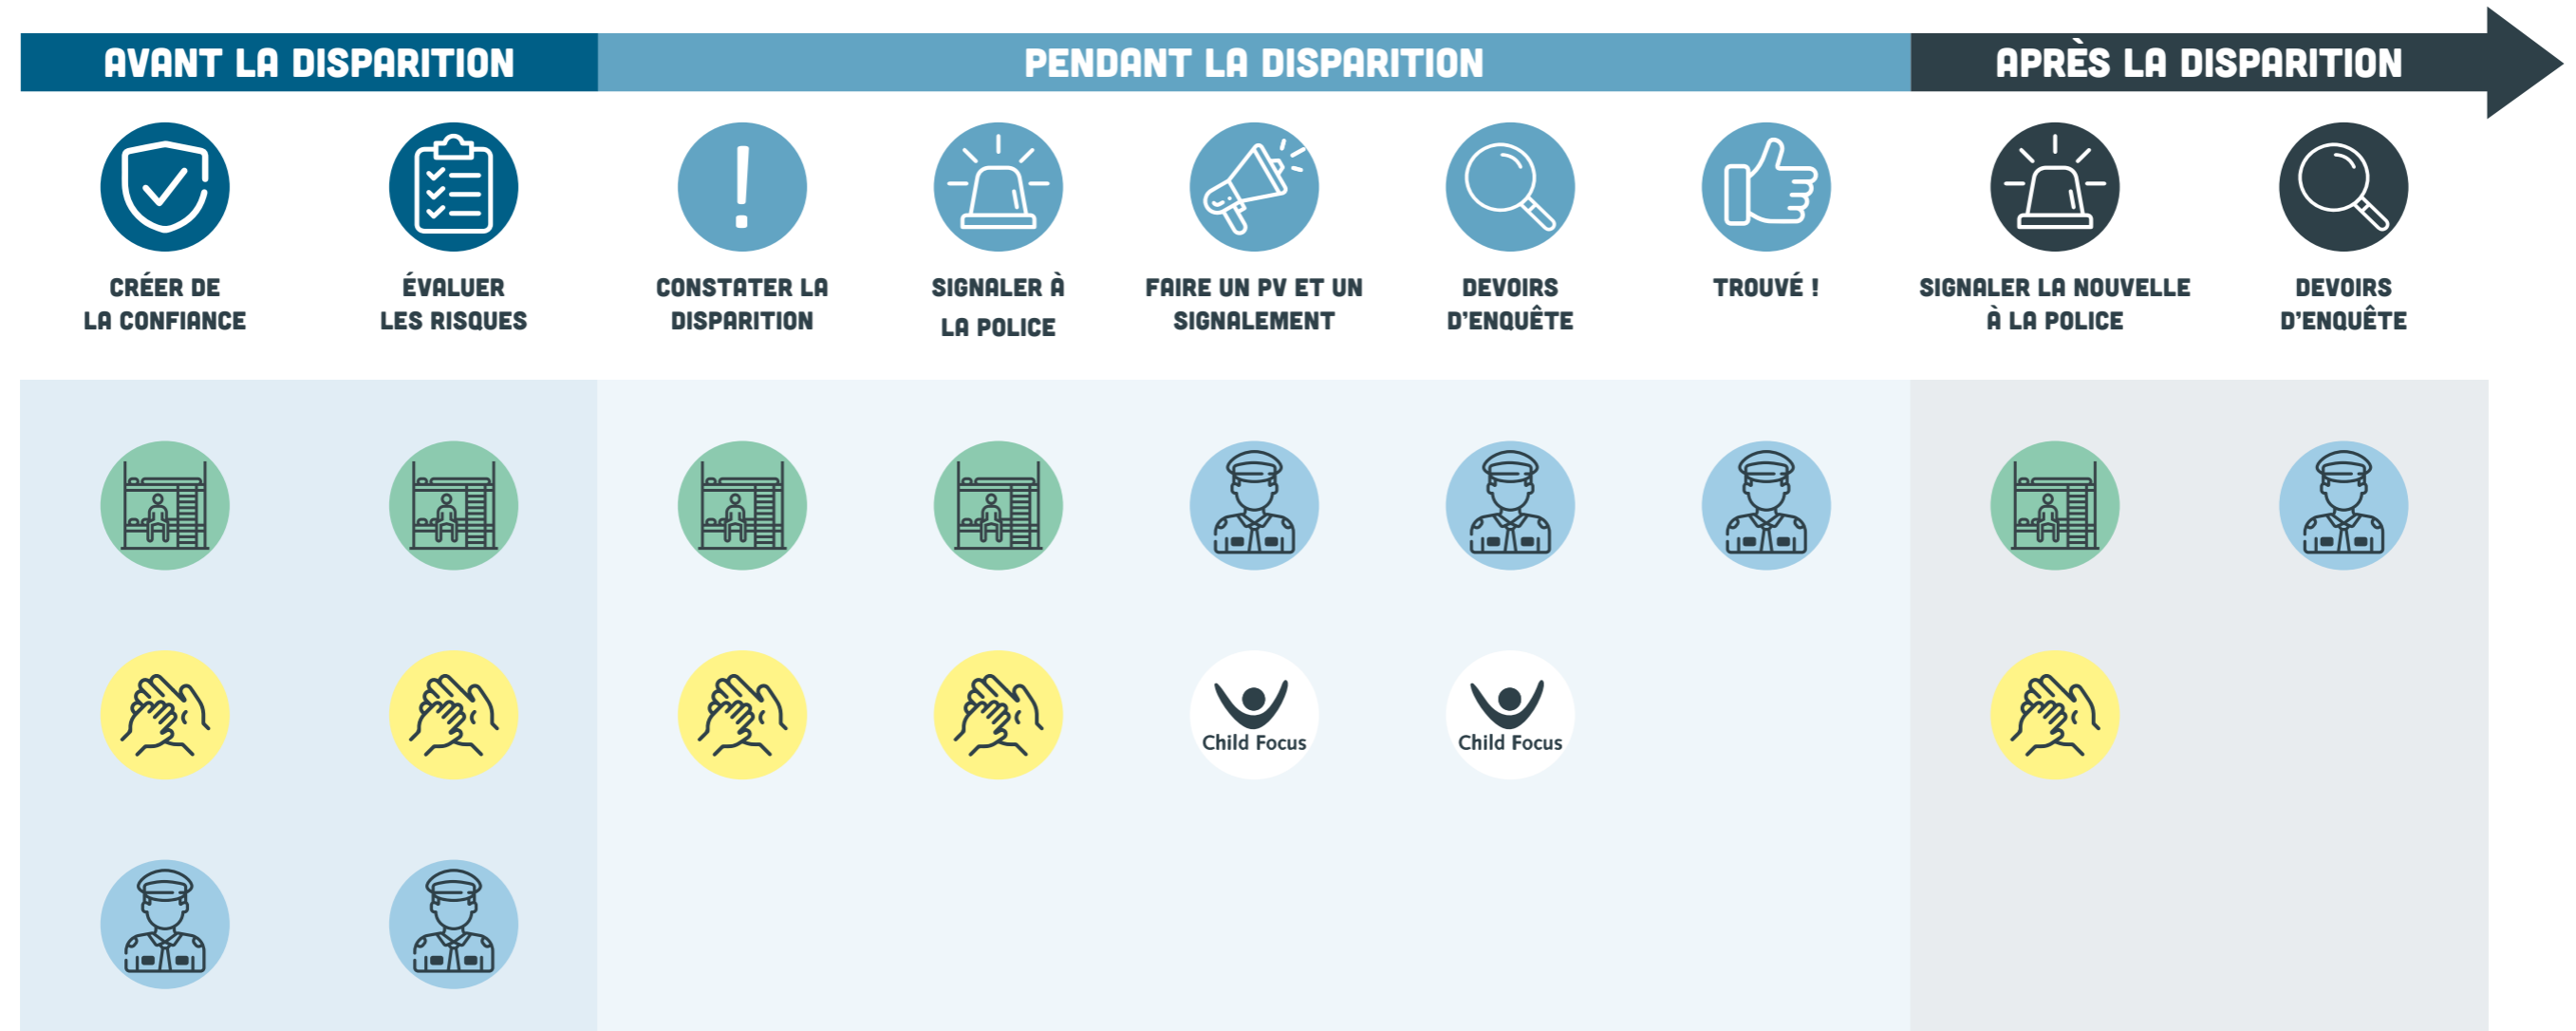 AVANT LA DISPARITION
PENDANT LA DISPARITION
APRÈS LA DISPARITION
CRÉER DE
LA CONFIANCE
ÉVALUER
LES RISQUES
CONSTATER LA
DISPARITION
SIGNALER À
LA POLICE
FAIRE UN PV ET UN
SIGNALEMENT
DEVOIRS
D'ENQUÊTE
TROUVÉ !
SIGNALER LA NOUVELLE
À LA POLICE
DEVOIRS
D'ENQUÊTE
Child Focus
Child Focus